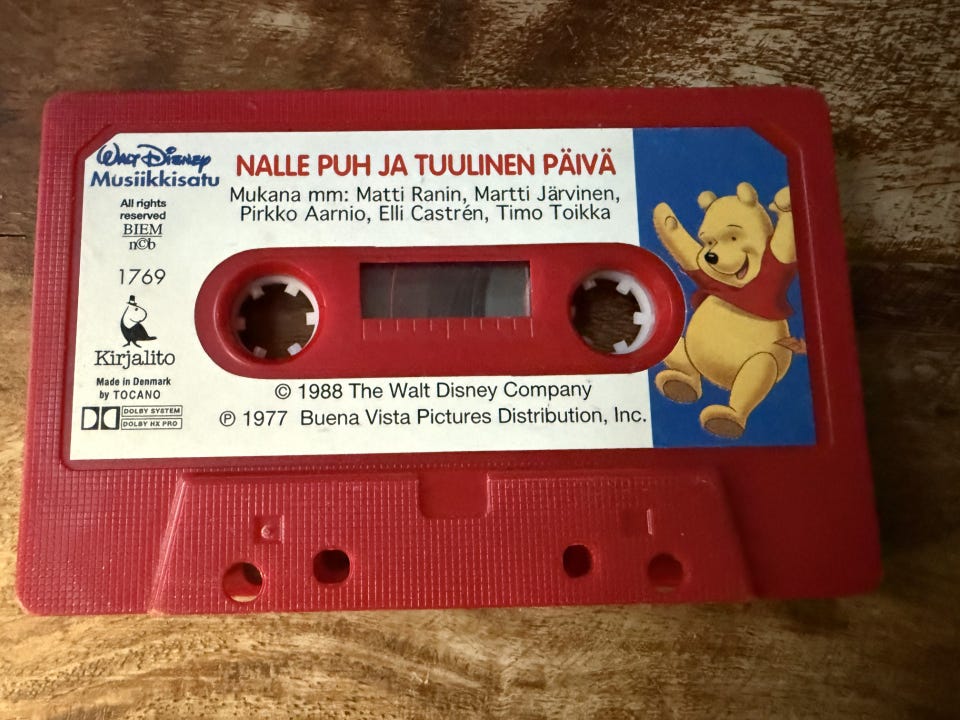 Walt Disney
Musiikkisatu
All rights
reserved
BIEM
n©b
1769
Kirjalito
Made in Denmark
by TOCANO
DOLBY SYSTEM
DOLBY HX PRO
NALLE PUH JA TUULINEN PÄIVÄ
Mukana mm: Matti Ranin, Martti Järvinen,
Pirkko Aarnio, Elli Castrén, Timo Toikka
© 1988 The Walt Disney Company
℗ 1977 Buena Vista Pictures Distribution, Inc.